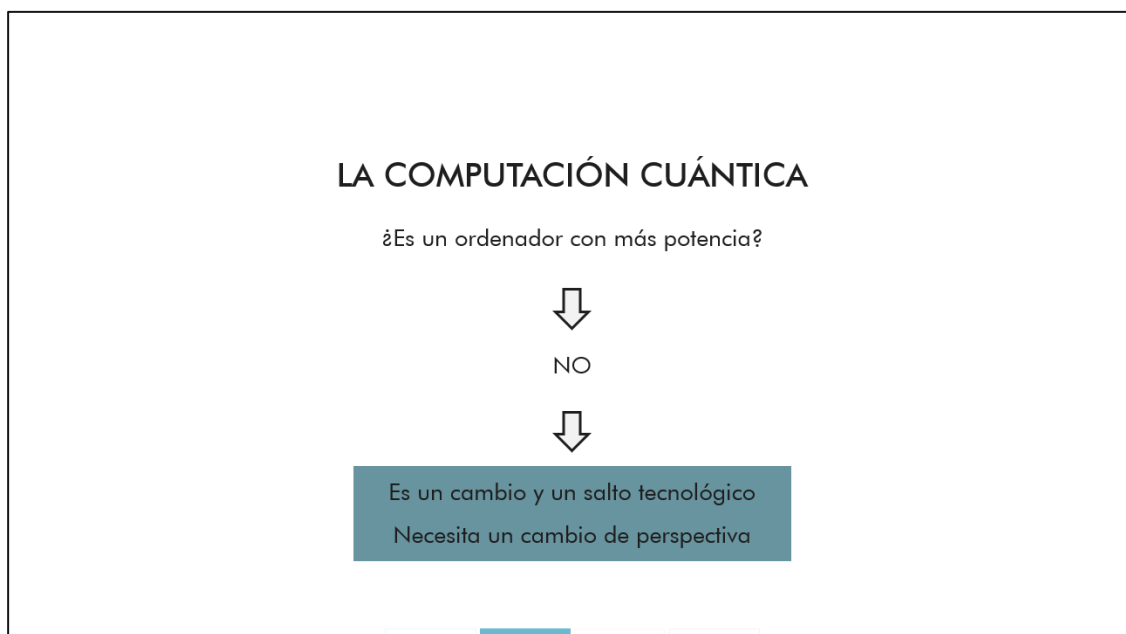 LA COMPUTACIÓN CUÁNTICA
¿Es un ordenador con más potencia?
NO
Es un cambio y un salto tecnológico
Necesita un cambio de perspectiva